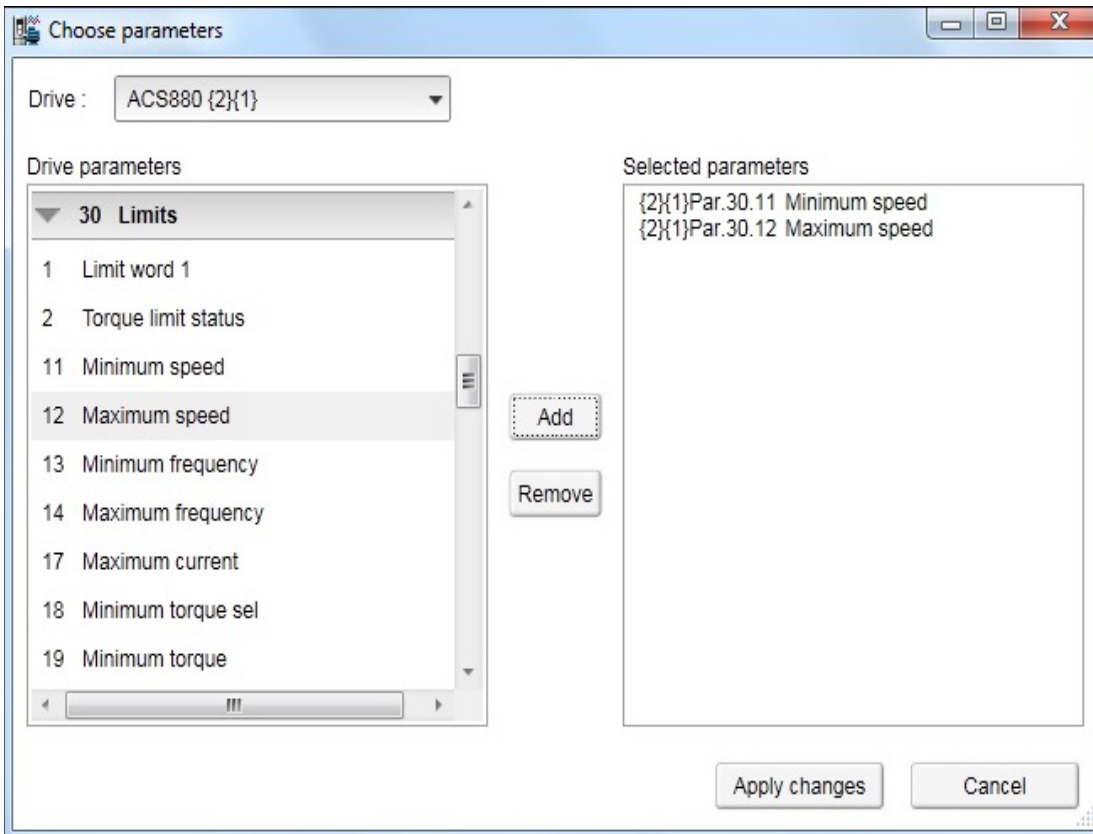 Choose parameters
Drive : ACS880 {2}{1}
Drive parameters
30 Limits
1 Limit word 1
2 Torque limit status
11 Minimum speed
12 Maximum speed
13 Minimum frequency
14 Maximum frequency
17 Maximum current
18 Minimum torque sel
19 Minimum torque
Add
Remove
Selected parameters
{2}{1}Par.30.11 Minimum speed
{2}{1}Par.30.12 Maximum speed
Apply changes
Cancel